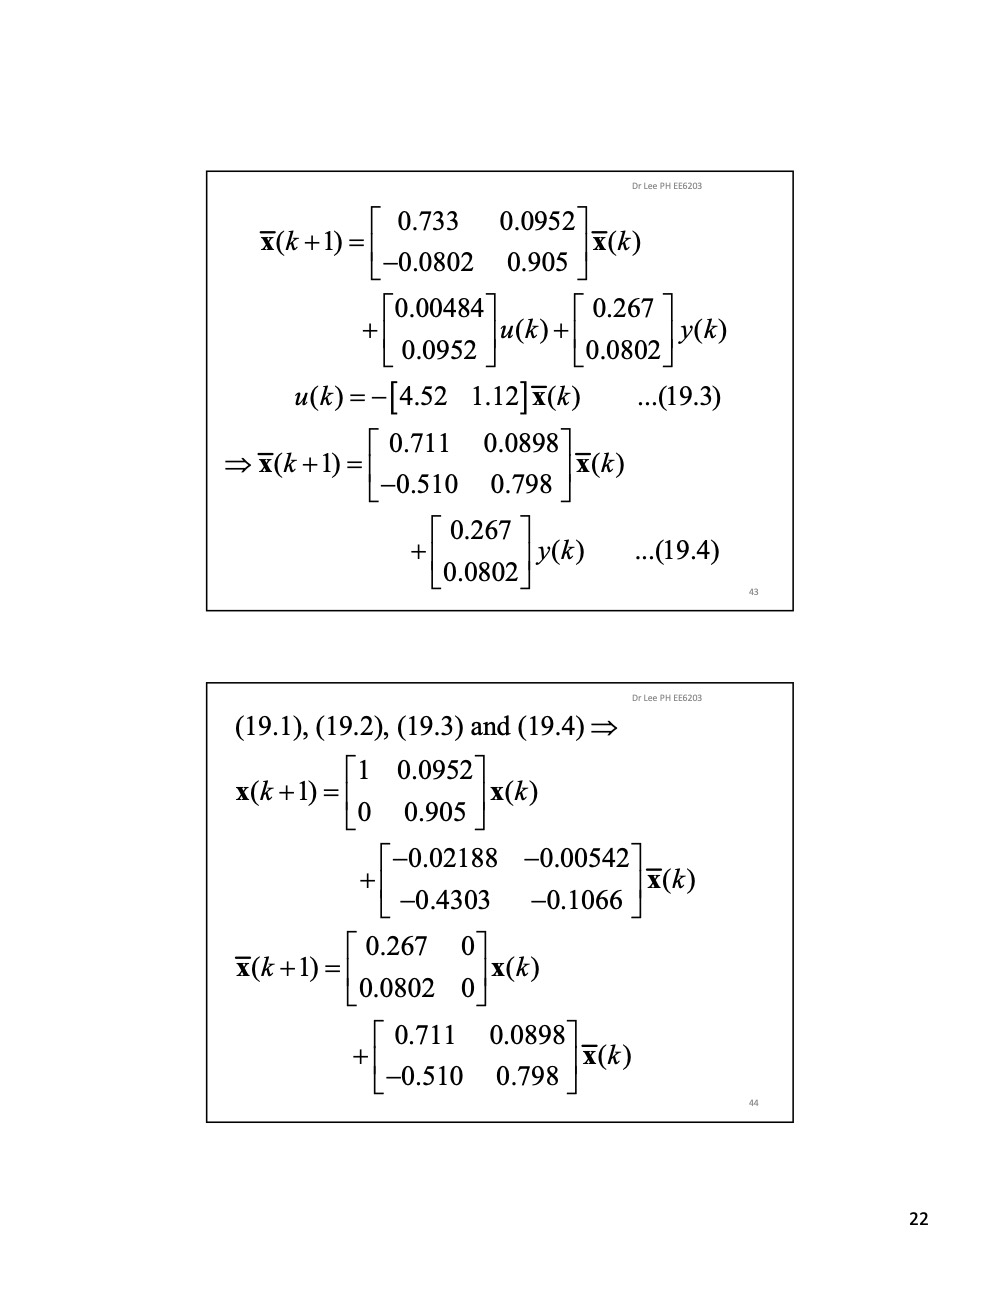 Dr Lee PH EE6203
x̅(k+1) = [0.733 0.0952; −0.0802 0.905] x̅(k)
+ [0.00484; 0.0952] u(k) + [0.267; 0.0802] y(k)
u(k) = −[4.52 1.12] x̅(k) ...(19.3)
⇒ x̅(k+1) = [0.711 0.0898; −0.510 0.798] x̅(k)
+ [0.267; 0.0802] y(k) ...(19.4)
43
Dr Lee PH EE6203
(19.1), (19.2), (19.3) and (19.4) ⇒
x(k+1) = [1 0.0952; 0 0.905] x(k)
+ [−0.02188 −0.00542; −0.4303 −0.1066] x̅(k)
x̅(k+1) = [0.267 0; 0.0802 0] x(k)
+ [0.711 0.0898; −0.510 0.798] x̅(k)
44
22